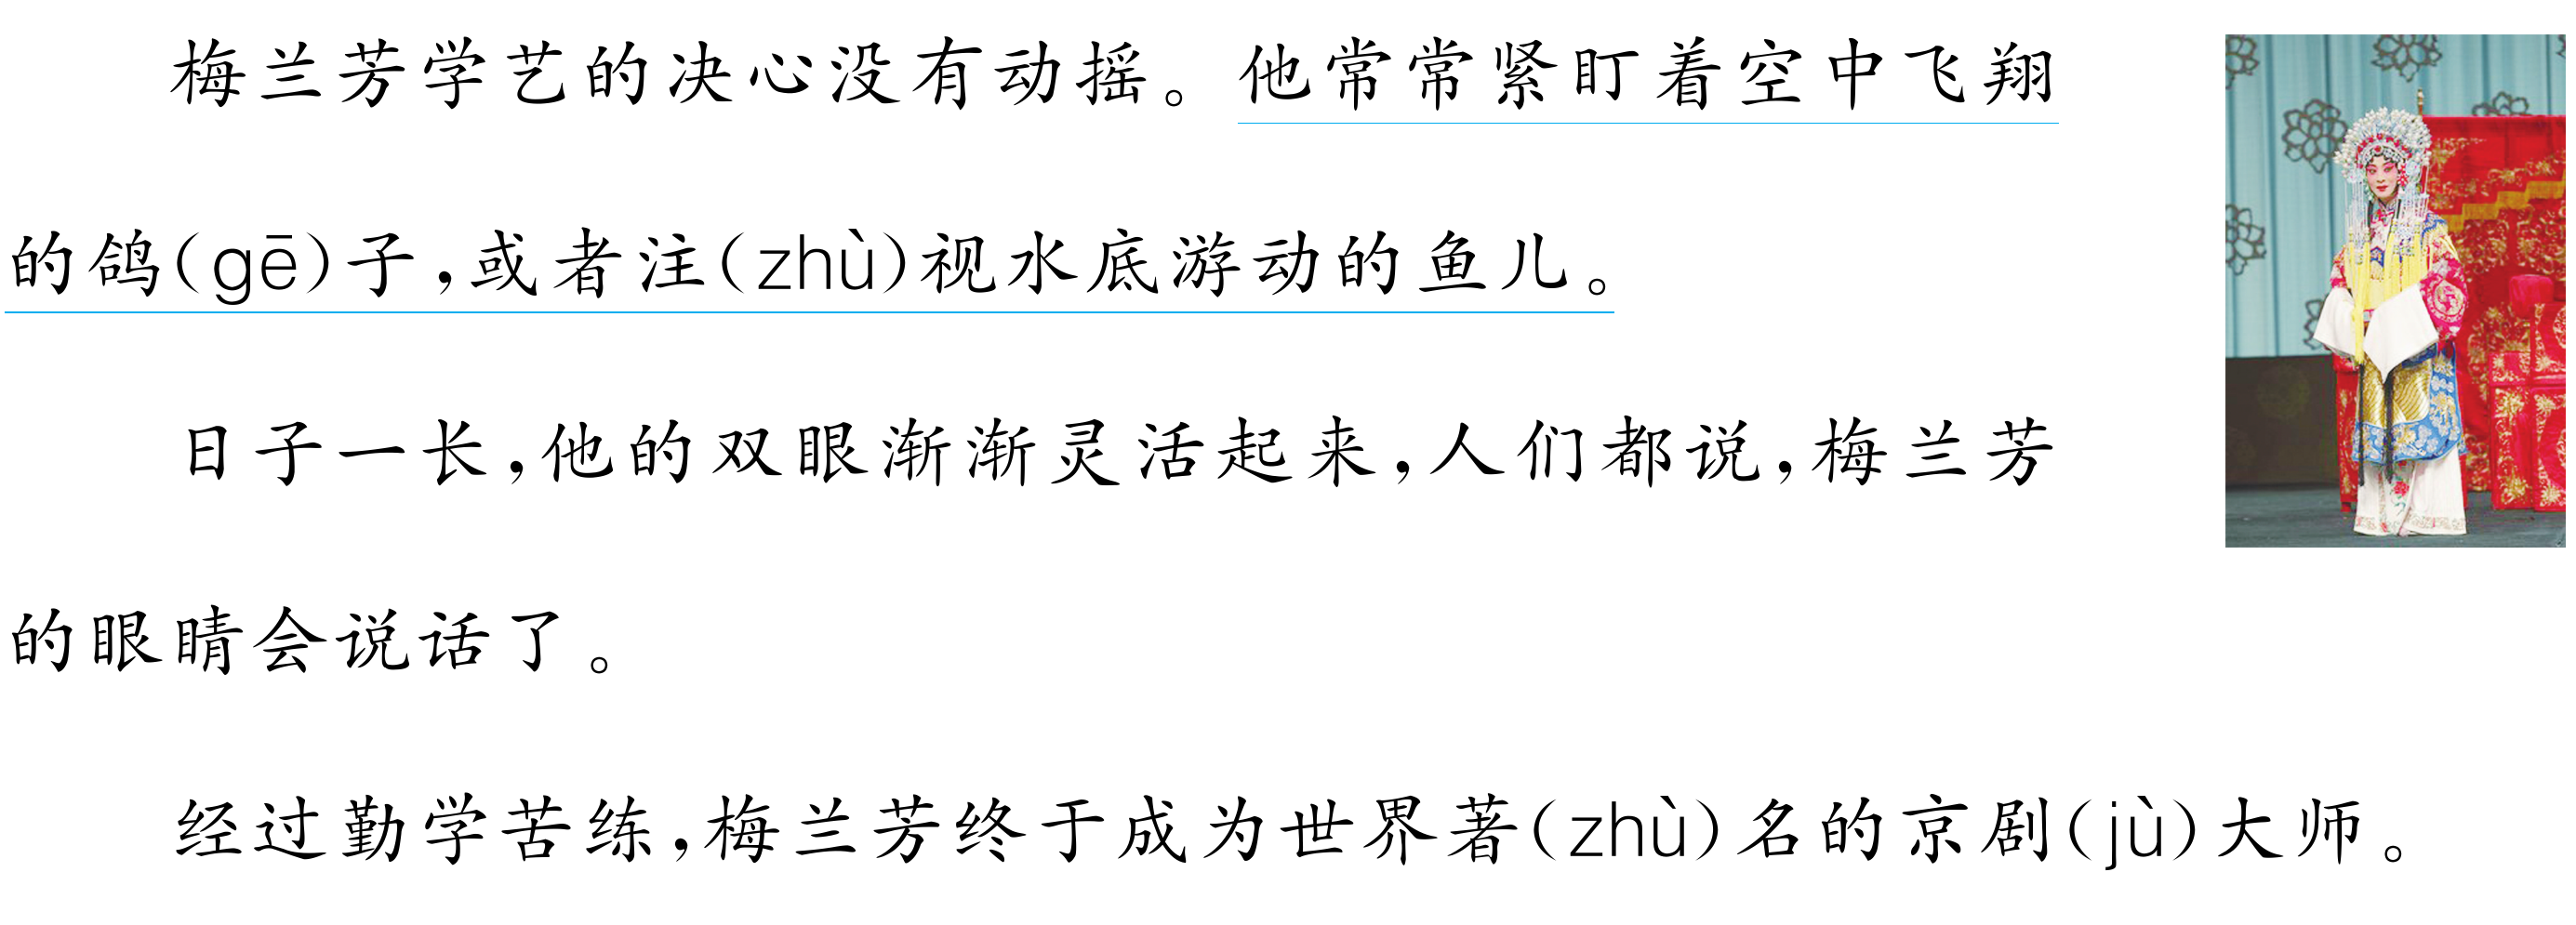 梅兰芳学艺的决心没有动摇。他常常紧盯着空中飞翔
的鸽(gē)子,或者注(zhù)视水底游动的鱼儿。
日子一长,他的双眼渐渐灵活起来,人们都说,梅兰芳
的眼睛会说话了。
经过勤学苦练,梅兰芳终于成为世界著(zhù)名的京剧(jù)大师。